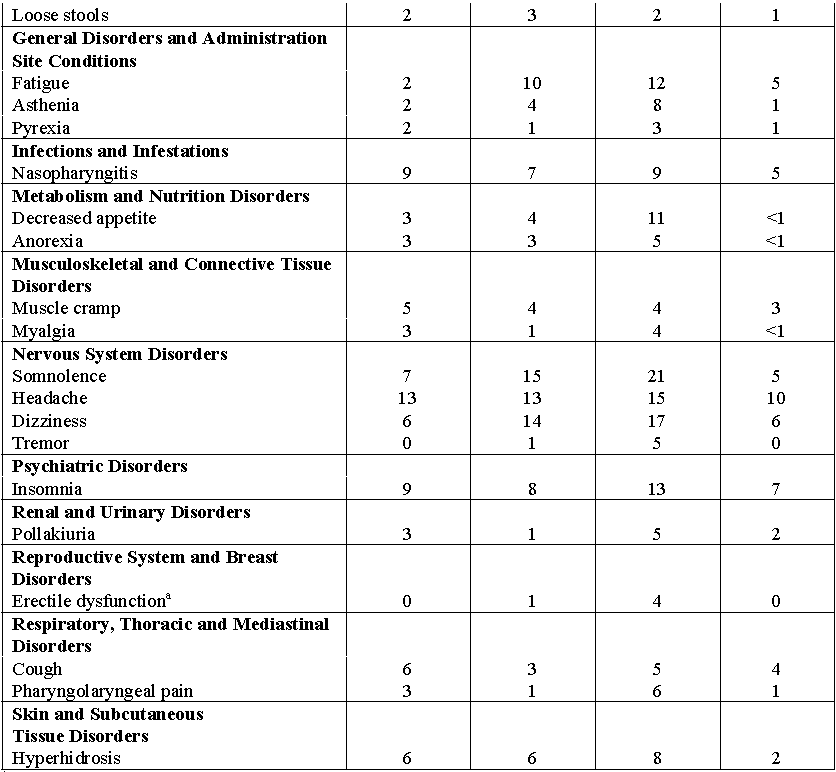 Loose stools 2 3 2 1
General Disorders and Administration
Site Conditions
Fatigue 2 10 12 5
Asthenia 2 4 8 1
Pyrexia 2 1 3 1
Infections and Infestations
Nasopharyngitis 9 7 9 5
Metabolism and Nutrition Disorders
Decreased appetite 3 4 11 <1
Anorexia 3 3 5 <1
Musculoskeletal and Connective Tissue
Disorders
Muscle cramp 5 4 4 3
Myalgia 3 1 4 <1
Nervous System Disorders
Somnolence 7 15 21 5
Headache 13 13 15 10
Dizziness 6 14 17 6
Tremor 0 1 5 0
Psychiatric Disorders
Insomnia 9 8 13 7
Renal and Urinary Disorders
Pollakiuria 3 1 5 2
Reproductive System and Breast
Disorders
Erectile dysfunctionᵃ 0 1 4 0
Respiratory, Thoracic and Mediastinal
Disorders
Cough 6 3 5 4
Pharyngolaryngeal pain 3 1 6 1
Skin and Subcutaneous
Tissue Disorders
Hyperhidrosis 6 6 8 2